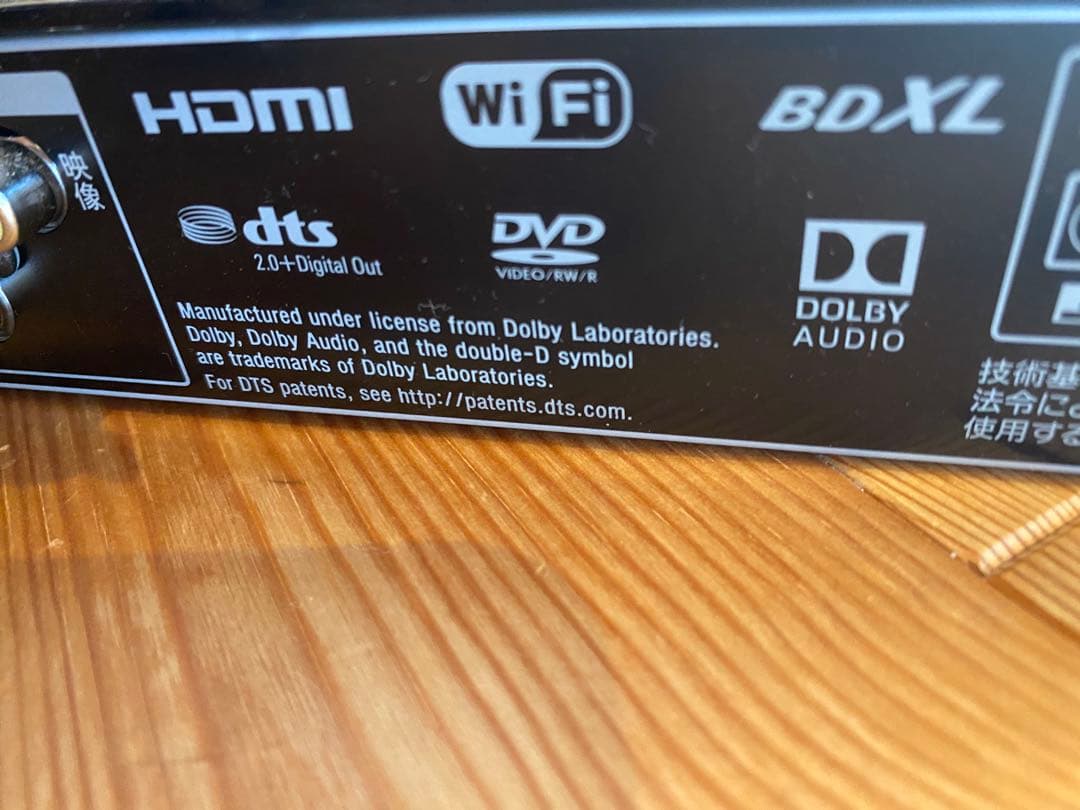 HDMI
WiFi
BDXL
映像
dts
2.0+Digital Out
DVD
VIDEO/RW/R
DOLBY
AUDIO
Manufactured under license from Dolby Laboratories.
Dolby, Dolby Audio, and the double-D symbol
are trademarks of Dolby Laboratories.
For DTS patents, see http://patents.dts.com.
技術基
法令によ
使用する